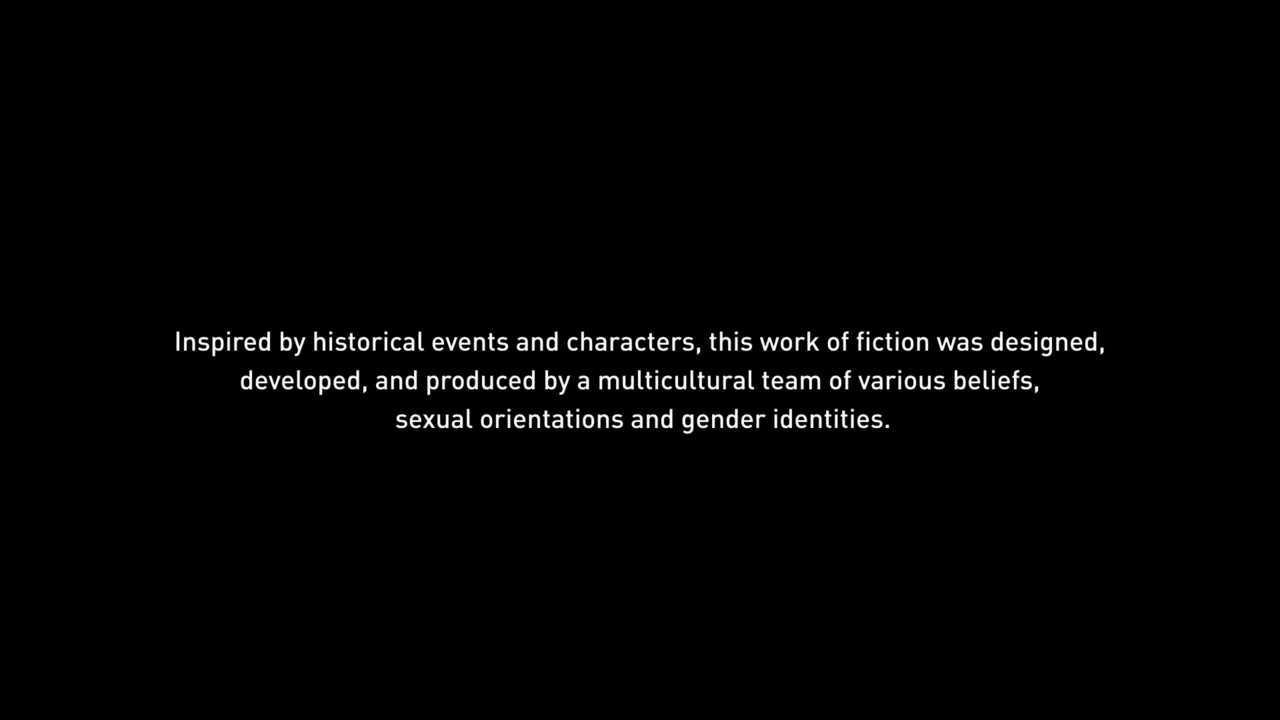 Inspired by historical events and characters, this work of fiction was designed,
developed, and produced by a multicultural team of various beliefs,
sexual orientations and gender identities.